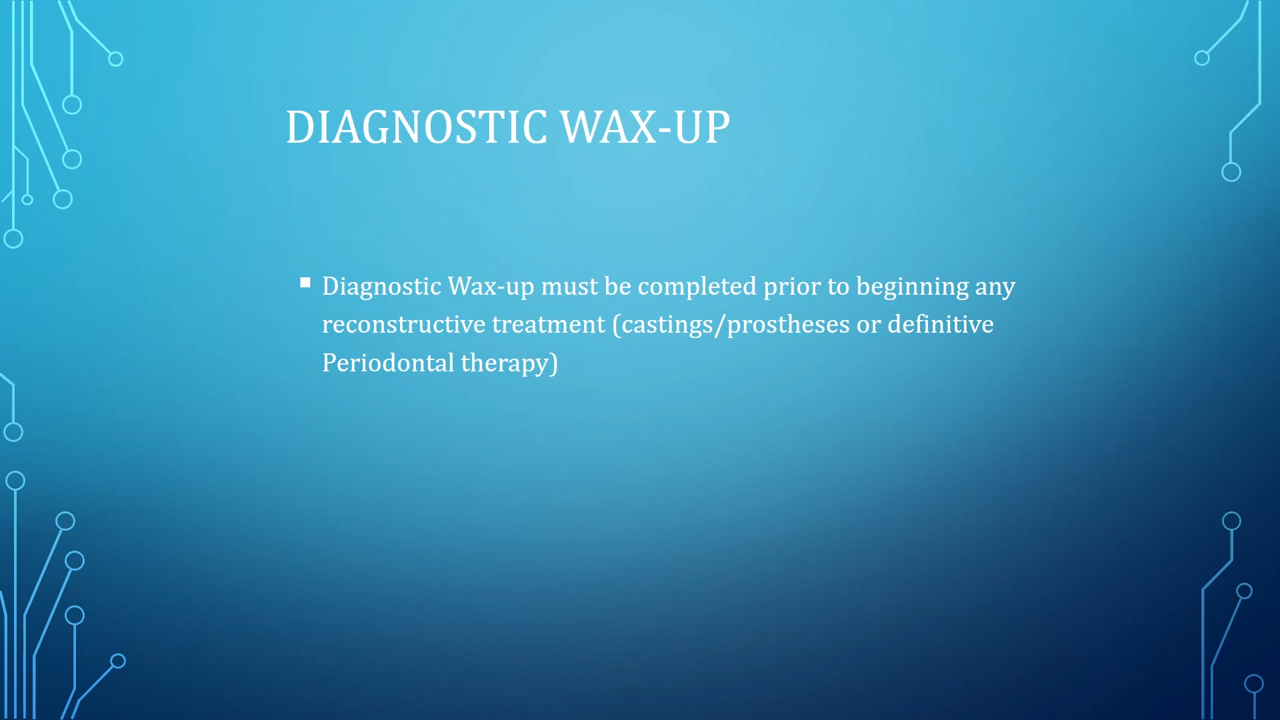 DIAGNOSTIC WAX-UP
▪ Diagnostic Wax-up must be completed prior to beginning any
reconstructive treatment (castings/prostheses or definitive
Periodontal therapy)